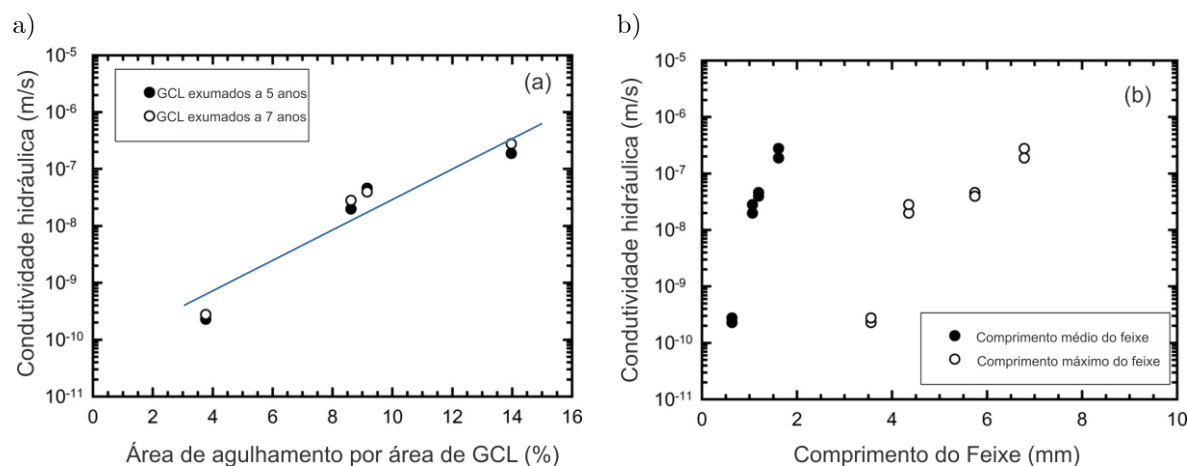 a)
(a)
GCL exumados a 5 anos
GCL exumados a 7 anos
Condutividade hidráulica (m/s)
10-5
10-6
10-7
10-8
10-9
10-10
10-11
0 2 4 6 8 10 12 14 16
Área de agulhamento por área de GCL (%)
b)
(b)
Condutividade hidráulica (m/s)
10-5
10-6
10-7
10-8
10-9
10-10
10-11
Comprimento médio do feixe
Comprimento máximo do feixe
0 2 4 6 8 10
Comprimento do Feixe (mm)